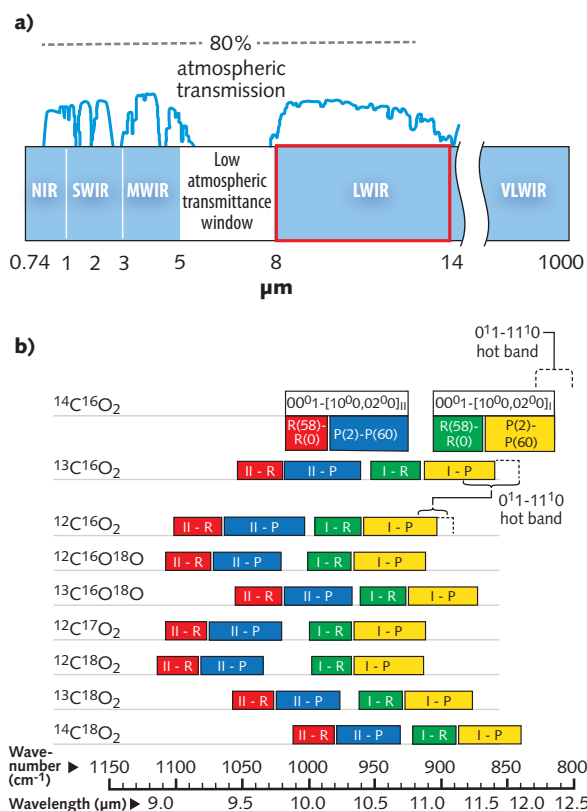 a)
80%
atmospheric
transmission
NIR SWIR MWIR
Low
atmospheric
transmittance
window
LWIR
VLWIR
0.74 1 2 3 5 8 14 1000
µm
b)
0¹1-11¹0
hot band
¹⁴C¹⁶O₂
00⁰1-[10⁰0,02⁰0]II 00⁰1-[10⁰0,02⁰0]I
R(58)-
R(0)
P(2)-P(60)
R(58)-
R(0)
P(2)-
P(60)
¹³C¹⁶O₂ II - R II - P I - R I - P
0¹1-11¹0
hot band
¹²C¹⁶O₂ II - R II - P I - R I - P
¹²C¹⁶O¹⁸O II - R II - P I - R I - P
¹³C¹⁶O¹⁸O II - R II - P I - R I - P
¹²C¹⁷O₂ II - R II - P I - R I - P
¹²C¹⁸O₂ II - R II - P I - R I - P
¹³C¹⁸O₂ II - R II - P I - R I - P
¹⁴C¹⁸O₂ II - R II - P I - R I - P
Wave-
number ►
(cm⁻¹)
1150 1100 1050 1000 950 900 850 800
Wavelength (µm) ► 9.0 9.5 10.0 10.5 11.0 11.5 12.0 12.5